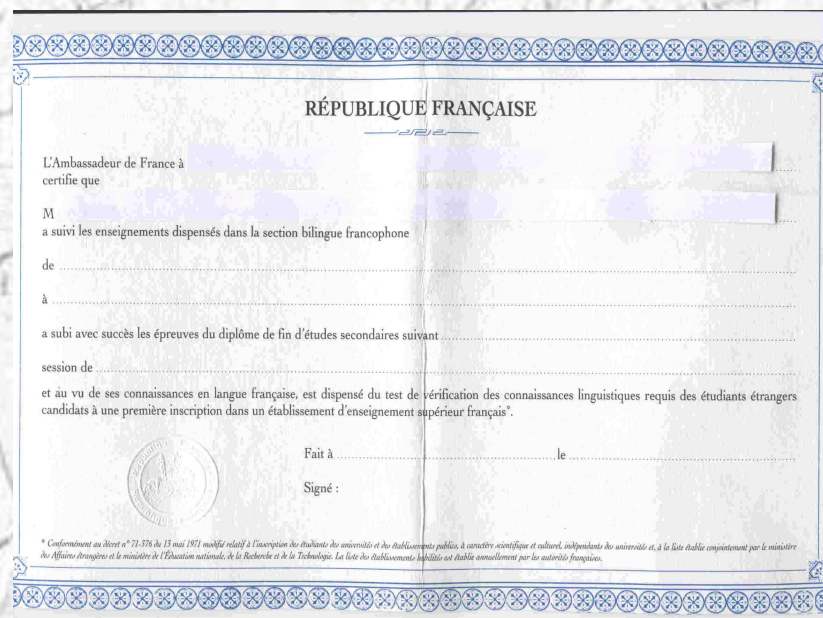 RÉPUBLIQUE FRANÇAISE
L'Ambassadeur de France à
certifie que
M
a suivi les enseignements dispensés dans la section bilingue francophone
de
à
a subi avec succès les épreuves du diplôme de fin d'études secondaires suivant
session de
et au vu de ses connaissances en langue française, est dispensé du test de vérification des connaissances linguistiques requis des étudiants étrangers
candidats à une première inscription dans un établissement d'enseignement supérieur français*.
Fait à le
Signé :
* Conformément au décret n° 71-376 du 13 mai 1971 modifié relatif à l'inscription des étudiants des universités et des établissements publics, à caractère scientifique et culturel, indépendants des universités et, à la liste établie conjointement par le ministère
des Affaires étrangères et le ministère de l'Éducation nationale, de la Recherche et de la Technologie. La liste des établissements habilités est établie annuellement par les autorités françaises.